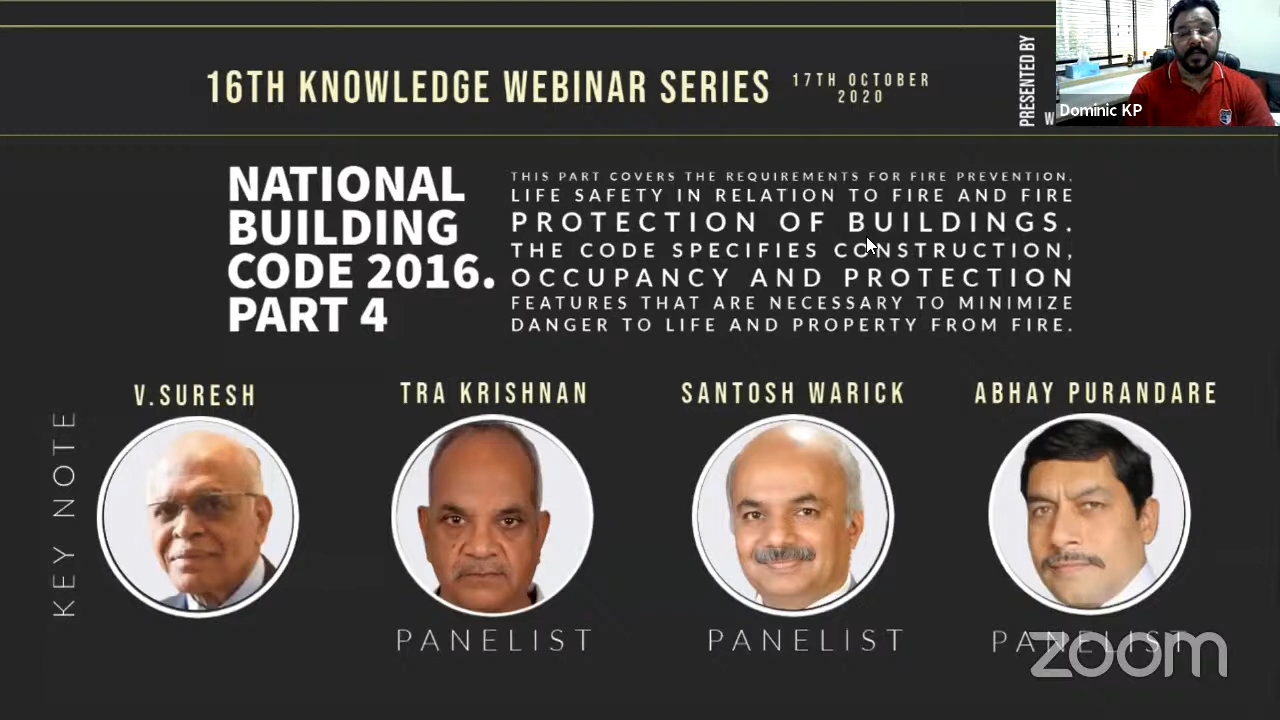 16TH KNOWLEDGE WEBINAR SERIES
17TH OCTOBER
2020
PRESENTED BY
W
Dominic KP
NATIONAL
BUILDING
CODE 2016.
PART 4
THIS PART COVERS THE REQUIREMENTS FOR FIRE PREVENTION,
LIFE SAFETY IN RELATION TO FIRE AND FIRE
PROTECTION OF BUILDINGS.
THE CODE SPECIFIES CONSTRUCTION,
OCCUPANCY AND PROTECTION
FEATURES THAT ARE NECESSARY TO MINIMIZE
DANGER TO LIFE AND PROPERTY FROM FIRE.
KEY NOTE
V.SURESH
TRA KRISHNAN
SANTOSH WARICK
ABHAY PURANDARE
PANELIST
PANELIST
PANELIST
zoom